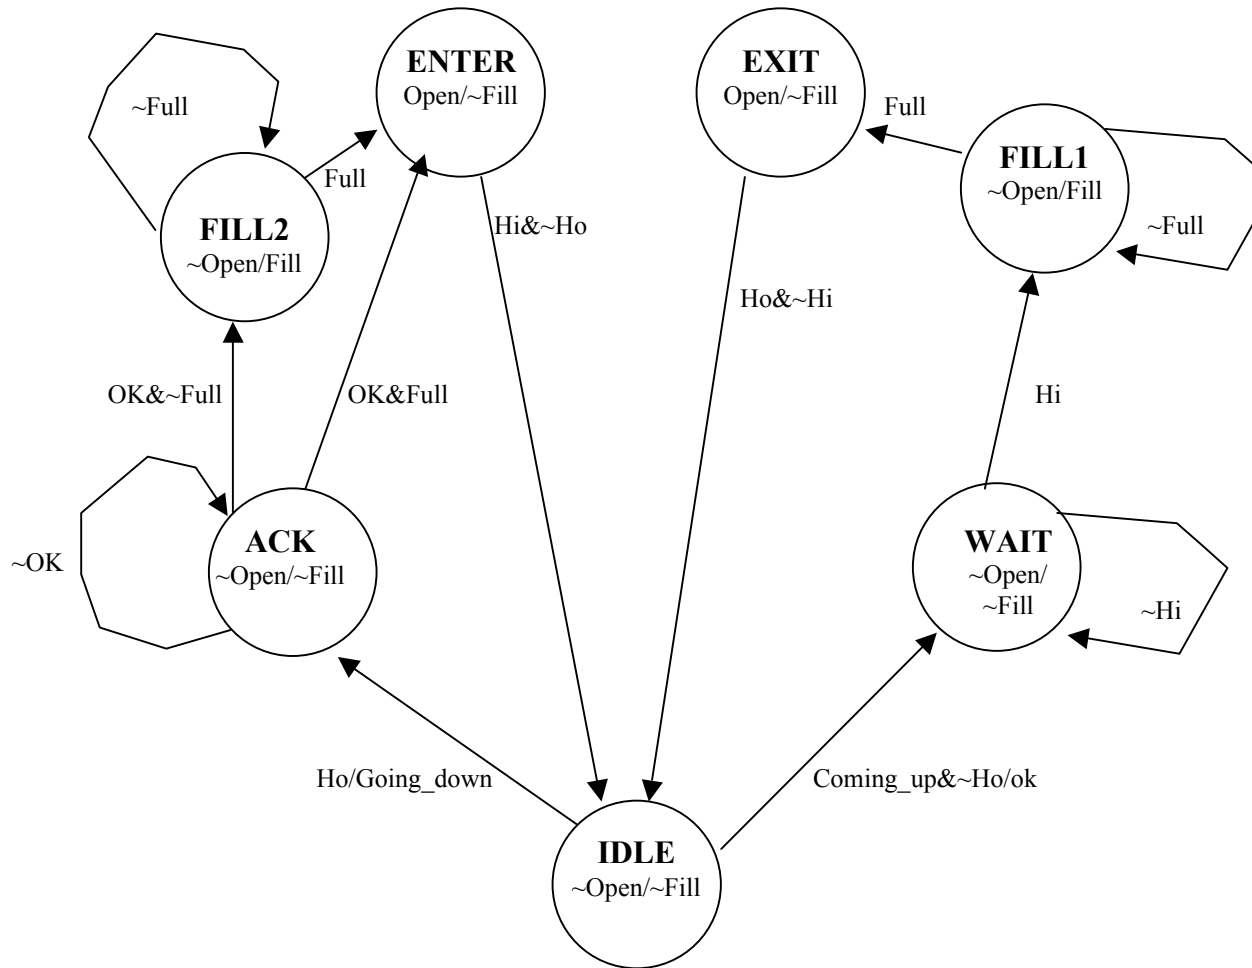 ENTER
Open/~Fill
EXIT
Open/~Fill
~Full
Full
FILL1
~Open/Fill
Full
FILL2
~Open/Fill
Hi&~Ho
~Full
Ho&~Hi
OK&~Full
OK&Full
Hi
ACK
~Open/~Fill
~OK
WAIT
~Open/
~Fill
~Hi
Ho/Going_down
Coming_up&~Ho/ok
IDLE
~Open/~Fill